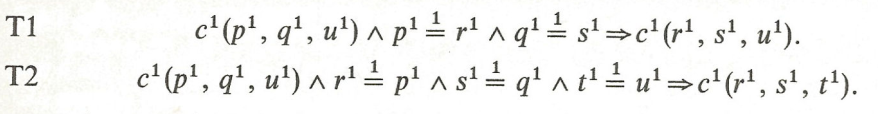 T1 c¹(p¹, q¹, u¹) ∧ p¹ ≟¹ r¹ ∧ q¹ =¹ s¹ ⇒ c¹(r¹, s¹, u¹).
T2 c¹(p¹, q¹, u¹) ∧ r¹ =¹ p¹ ∧ s¹ =¹ q¹ ∧ t¹ =¹ u¹ ⇒ c¹(r¹, s¹, t¹).